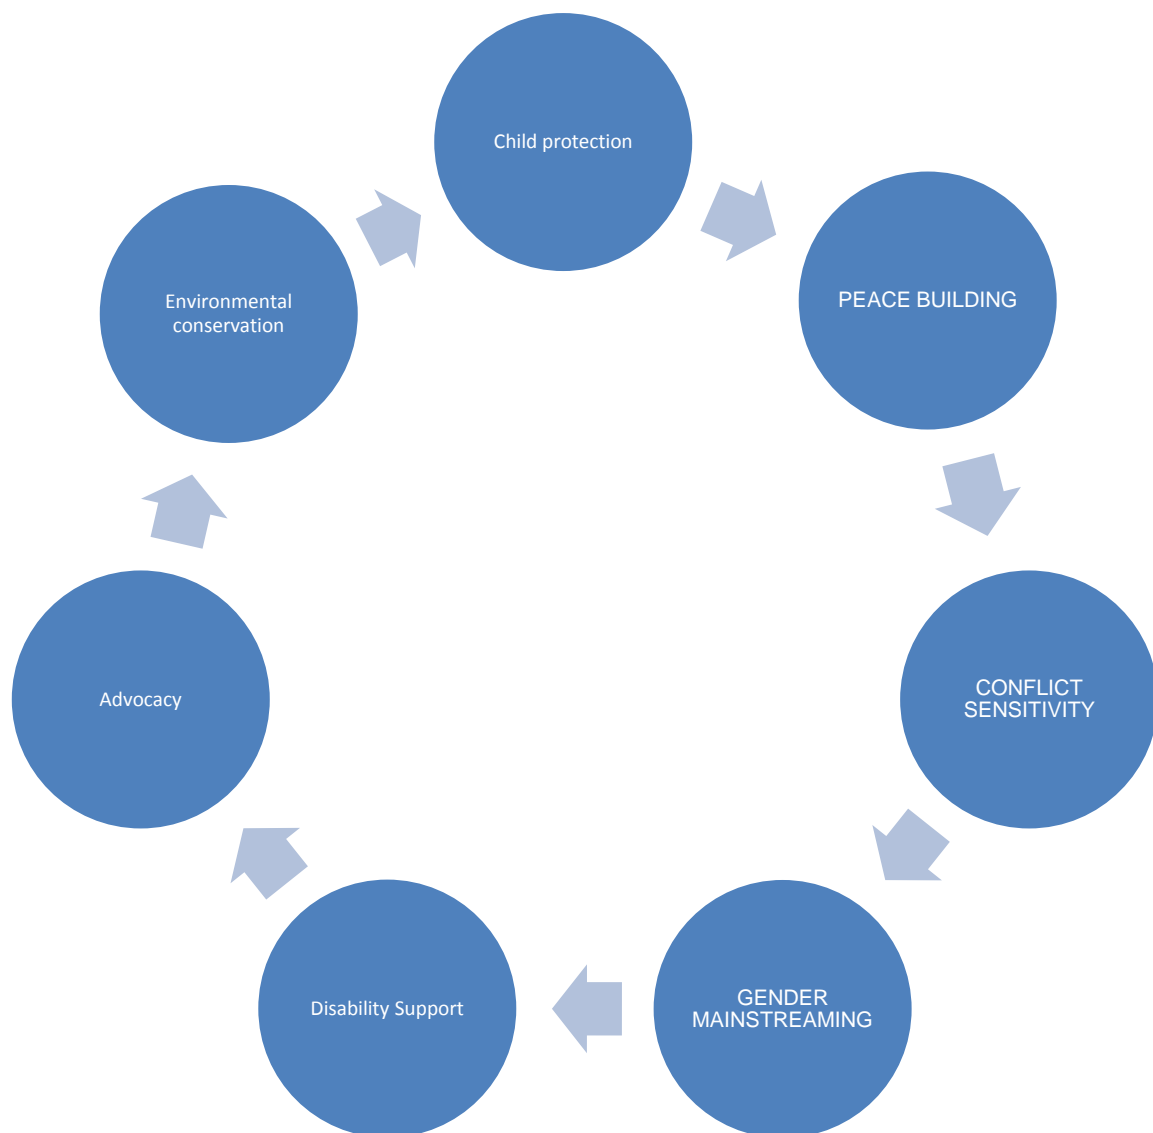 Child protection
PEACE BUILDING
CONFLICT
SENSITIVITY
GENDER
MAINSTREAMING
Disability Support
Advocacy
Environmental
conservation